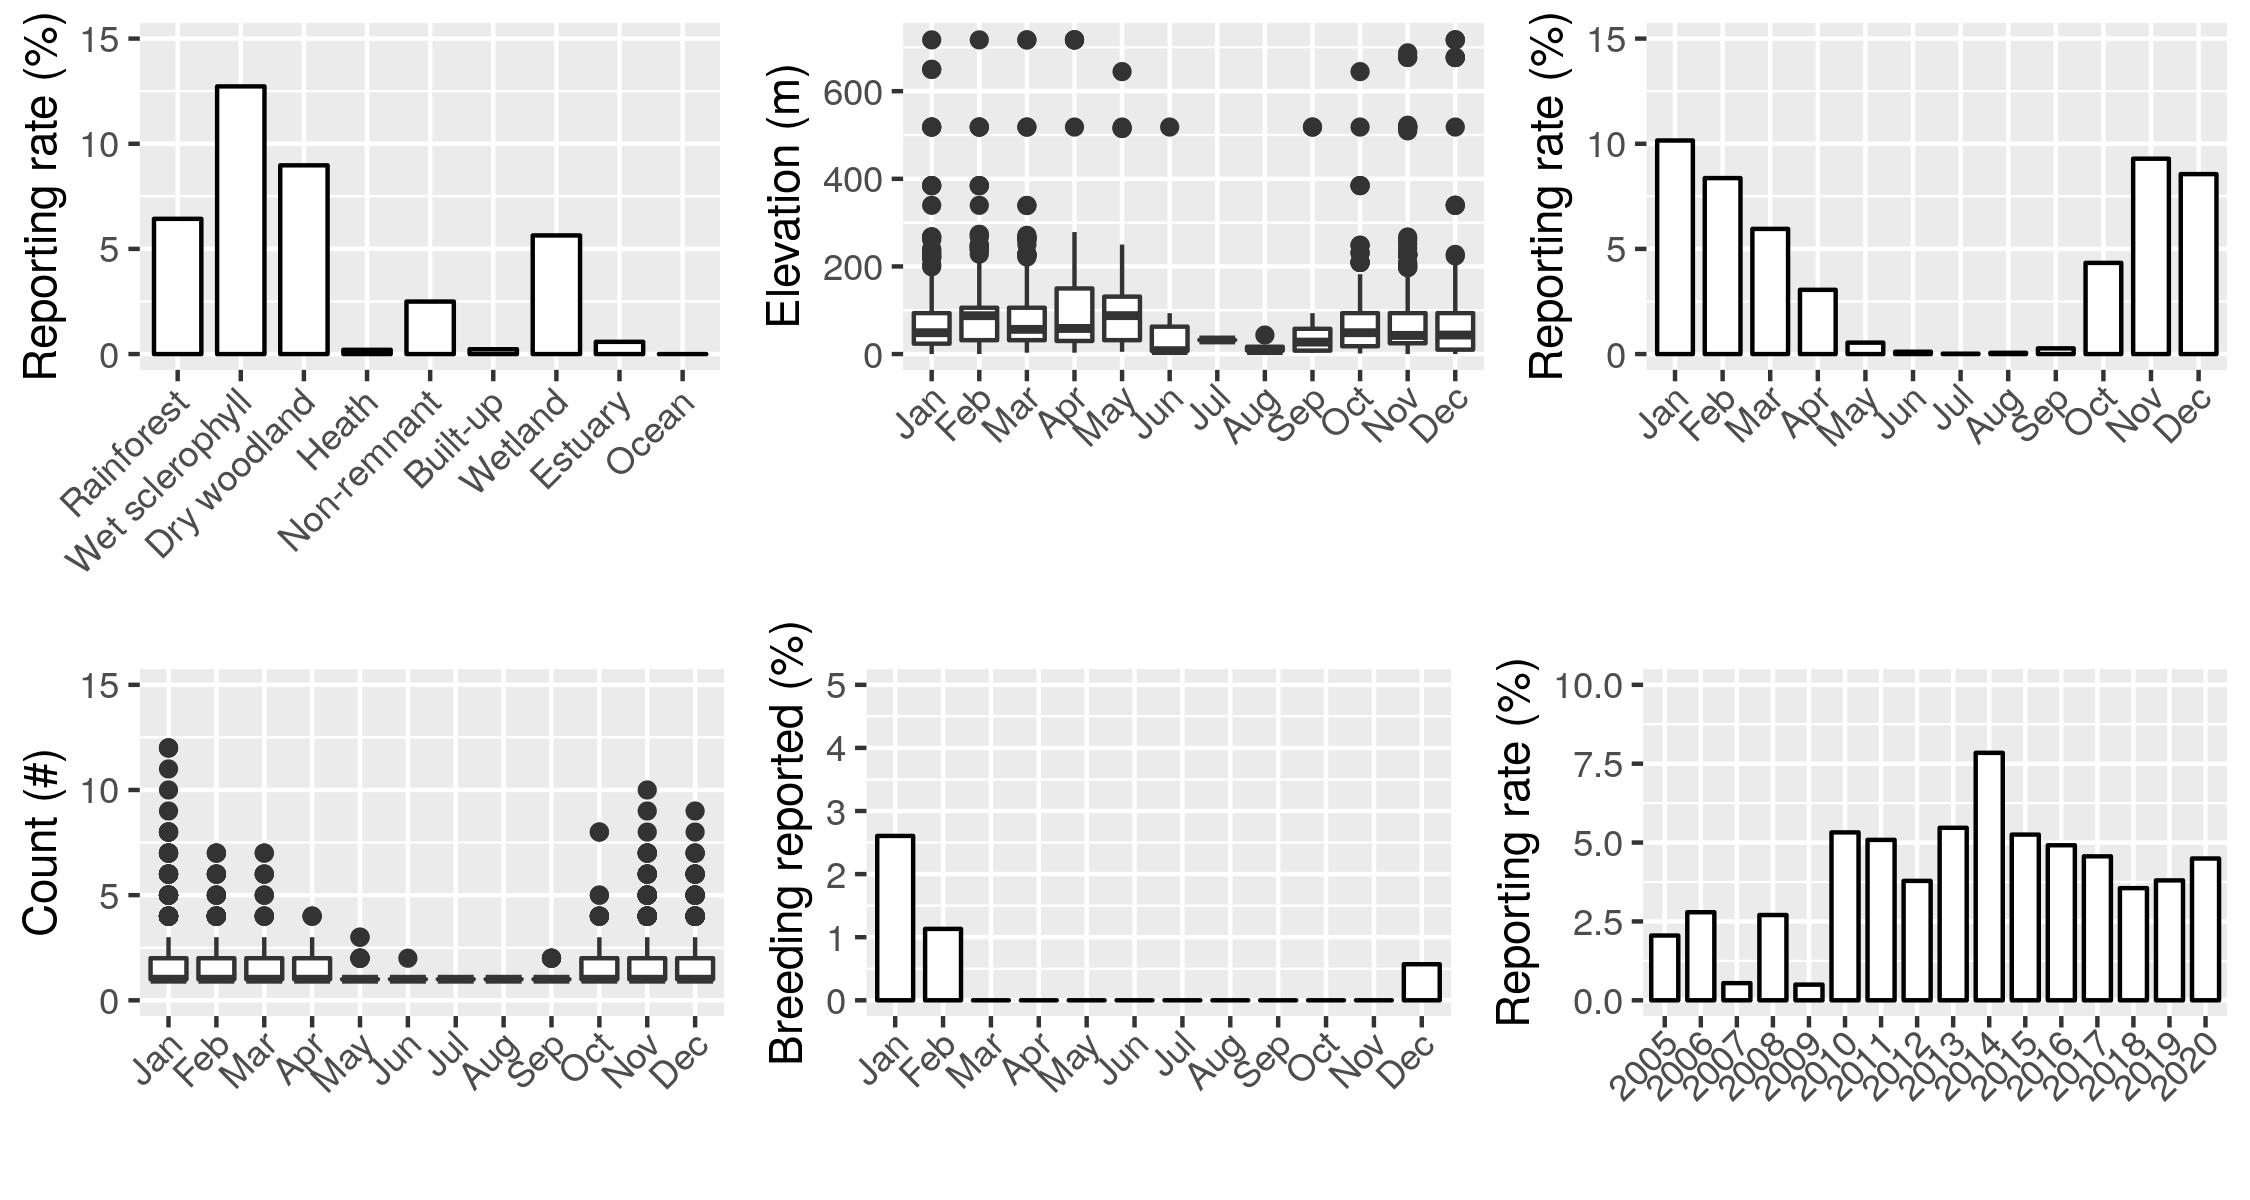 Reporting rate (%)
15
10
5
0
Rainforest
Wet sclerophyll
Dry woodland
Heath
Non-remnant
Built-up
Wetland
Estuary
Ocean
Elevation (m)
600
400
200
0
Jan
Feb
Mar
Apr
May
Jun
Jul
Aug
Sep
Oct
Nov
Dec
Reporting rate (%)
15
10
5
0
Jan
Feb
Mar
Apr
May
Jun
Jul
Aug
Sep
Oct
Nov
Dec
Count (#)
15
10
5
0
Jan
Feb
Mar
Apr
May
Jun
Jul
Aug
Sep
Oct
Nov
Dec
Breeding reported (%)
5
4
3
2
1
0
Jan
Feb
Mar
Apr
May
Jun
Jul
Aug
Sep
Oct
Nov
Dec
Reporting rate (%)
10.0
7.5
5.0
2.5
0.0
2005
2006
2007
2008
2009
2010
2011
2012
2013
2014
2015
2016
2017
2018
2019
2020